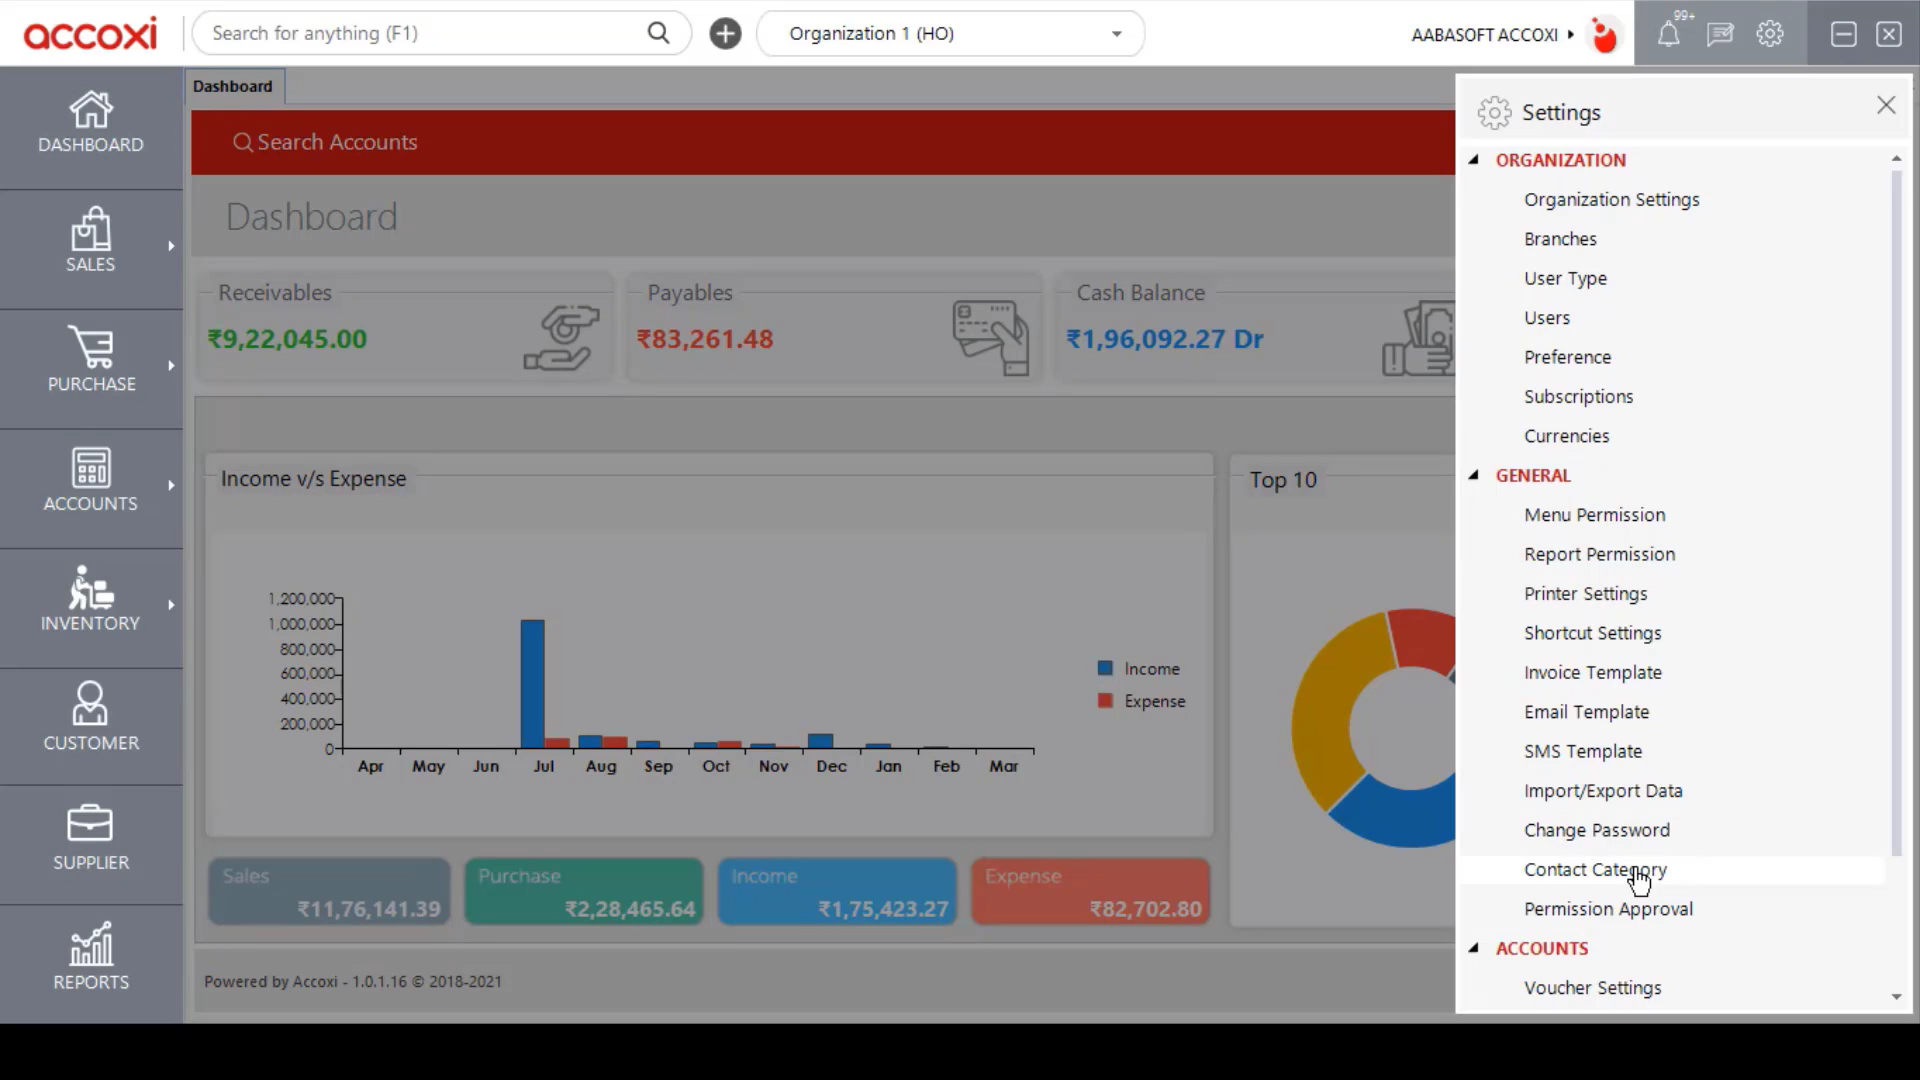 accoxi
Search for anything (F1)
Organization 1 (HO)
AABASOFT ACCOXI
99+
DASHBOARD
SALES
PURCHASE
ACCOUNTS
INVENTORY
CUSTOMER
SUPPLIER
REPORTS
Dashboard
Search Accounts
Dashboard
Receivables
₹9,22,045.00
Payables
₹83,261.48
Cash Balance
₹1,96,092.27 Dr
Income v/s Expense
1,200,000
1,000,000
800,000
600,000
400,000
200,000
0
Apr May Jun Jul Aug Sep Oct Nov Dec Jan Feb Mar
Income
Expense
Top 10
Sales
₹11,76,141.39
Purchase
₹2,28,465.64
Income
₹1,75,423.27
Expense
₹82,702.80
Powered by Accoxi - 1.0.1.16 © 2018-2021
Settings
ORGANIZATION
Organization Settings
Branches
User Type
Users
Preference
Subscriptions
Currencies
GENERAL
Menu Permission
Report Permission
Printer Settings
Shortcut Settings
Invoice Template
Email Template
SMS Template
Import/Export Data
Change Password
Contact Category
Permission Approval
ACCOUNTS
Voucher Settings